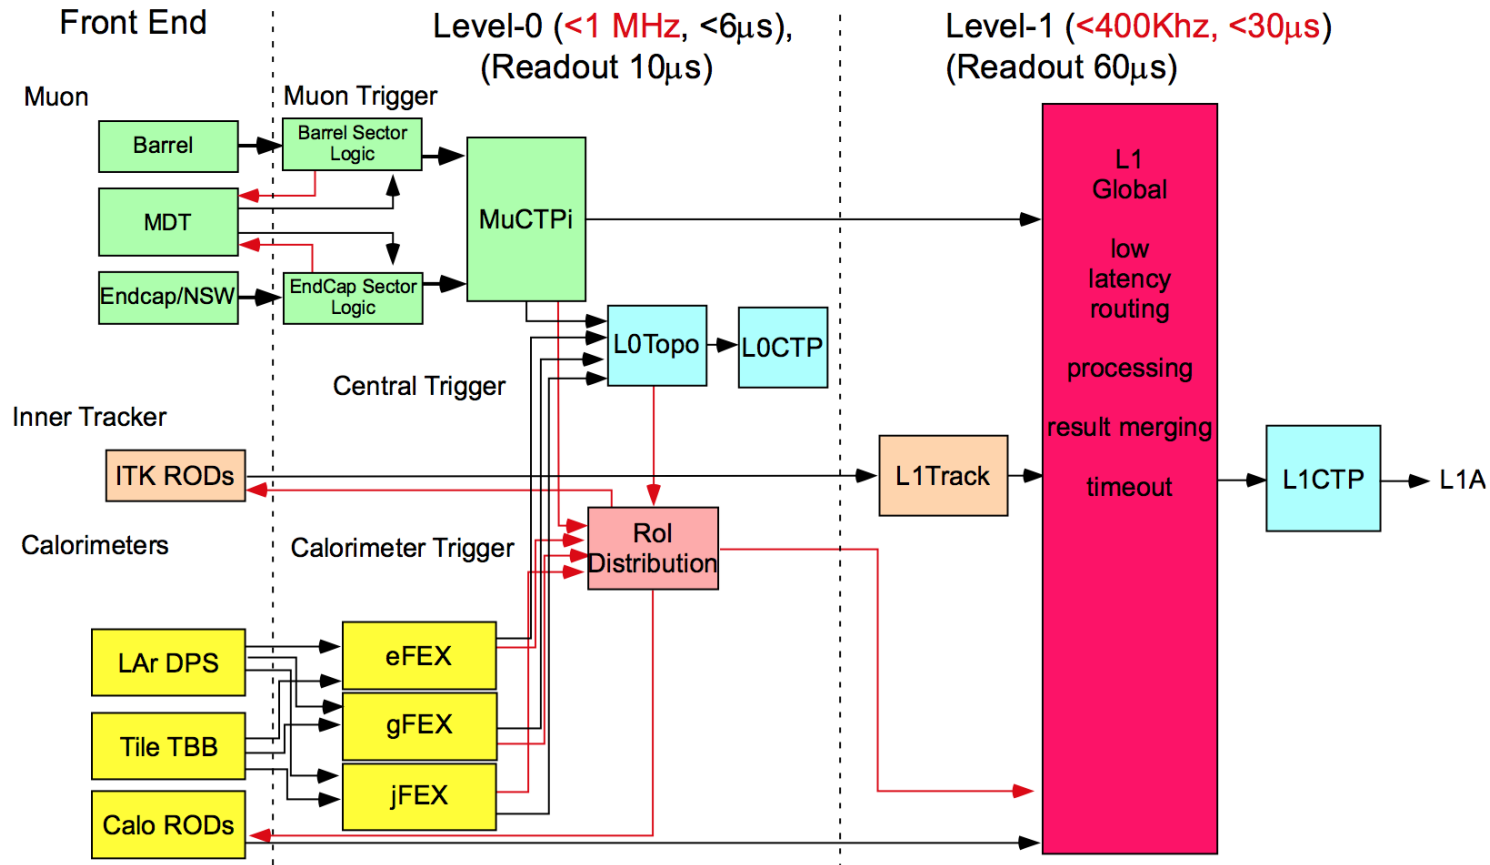 Front End
Level-0 (<1 MHz, <6μs),
(Readout 10μs)
Level-1 (<400Khz, <30μs)
(Readout 60μs)
Muon
Muon Trigger
Barrel
Barrel Sector
Logic
MDT
MuCTPi
Endcap/NSW
EndCap Sector
Logic
L1
Global
low
latency
routing
processing
result merging
timeout
L0Topo
L0CTP
Central Trigger
Inner Tracker
ITK RODs
L1Track
L1CTP
L1A
RoI
Distribution
Calorimeters
Calorimeter Trigger
LAr DPS
eFEX
Tile TBB
gFEX
jFEX
Calo RODs